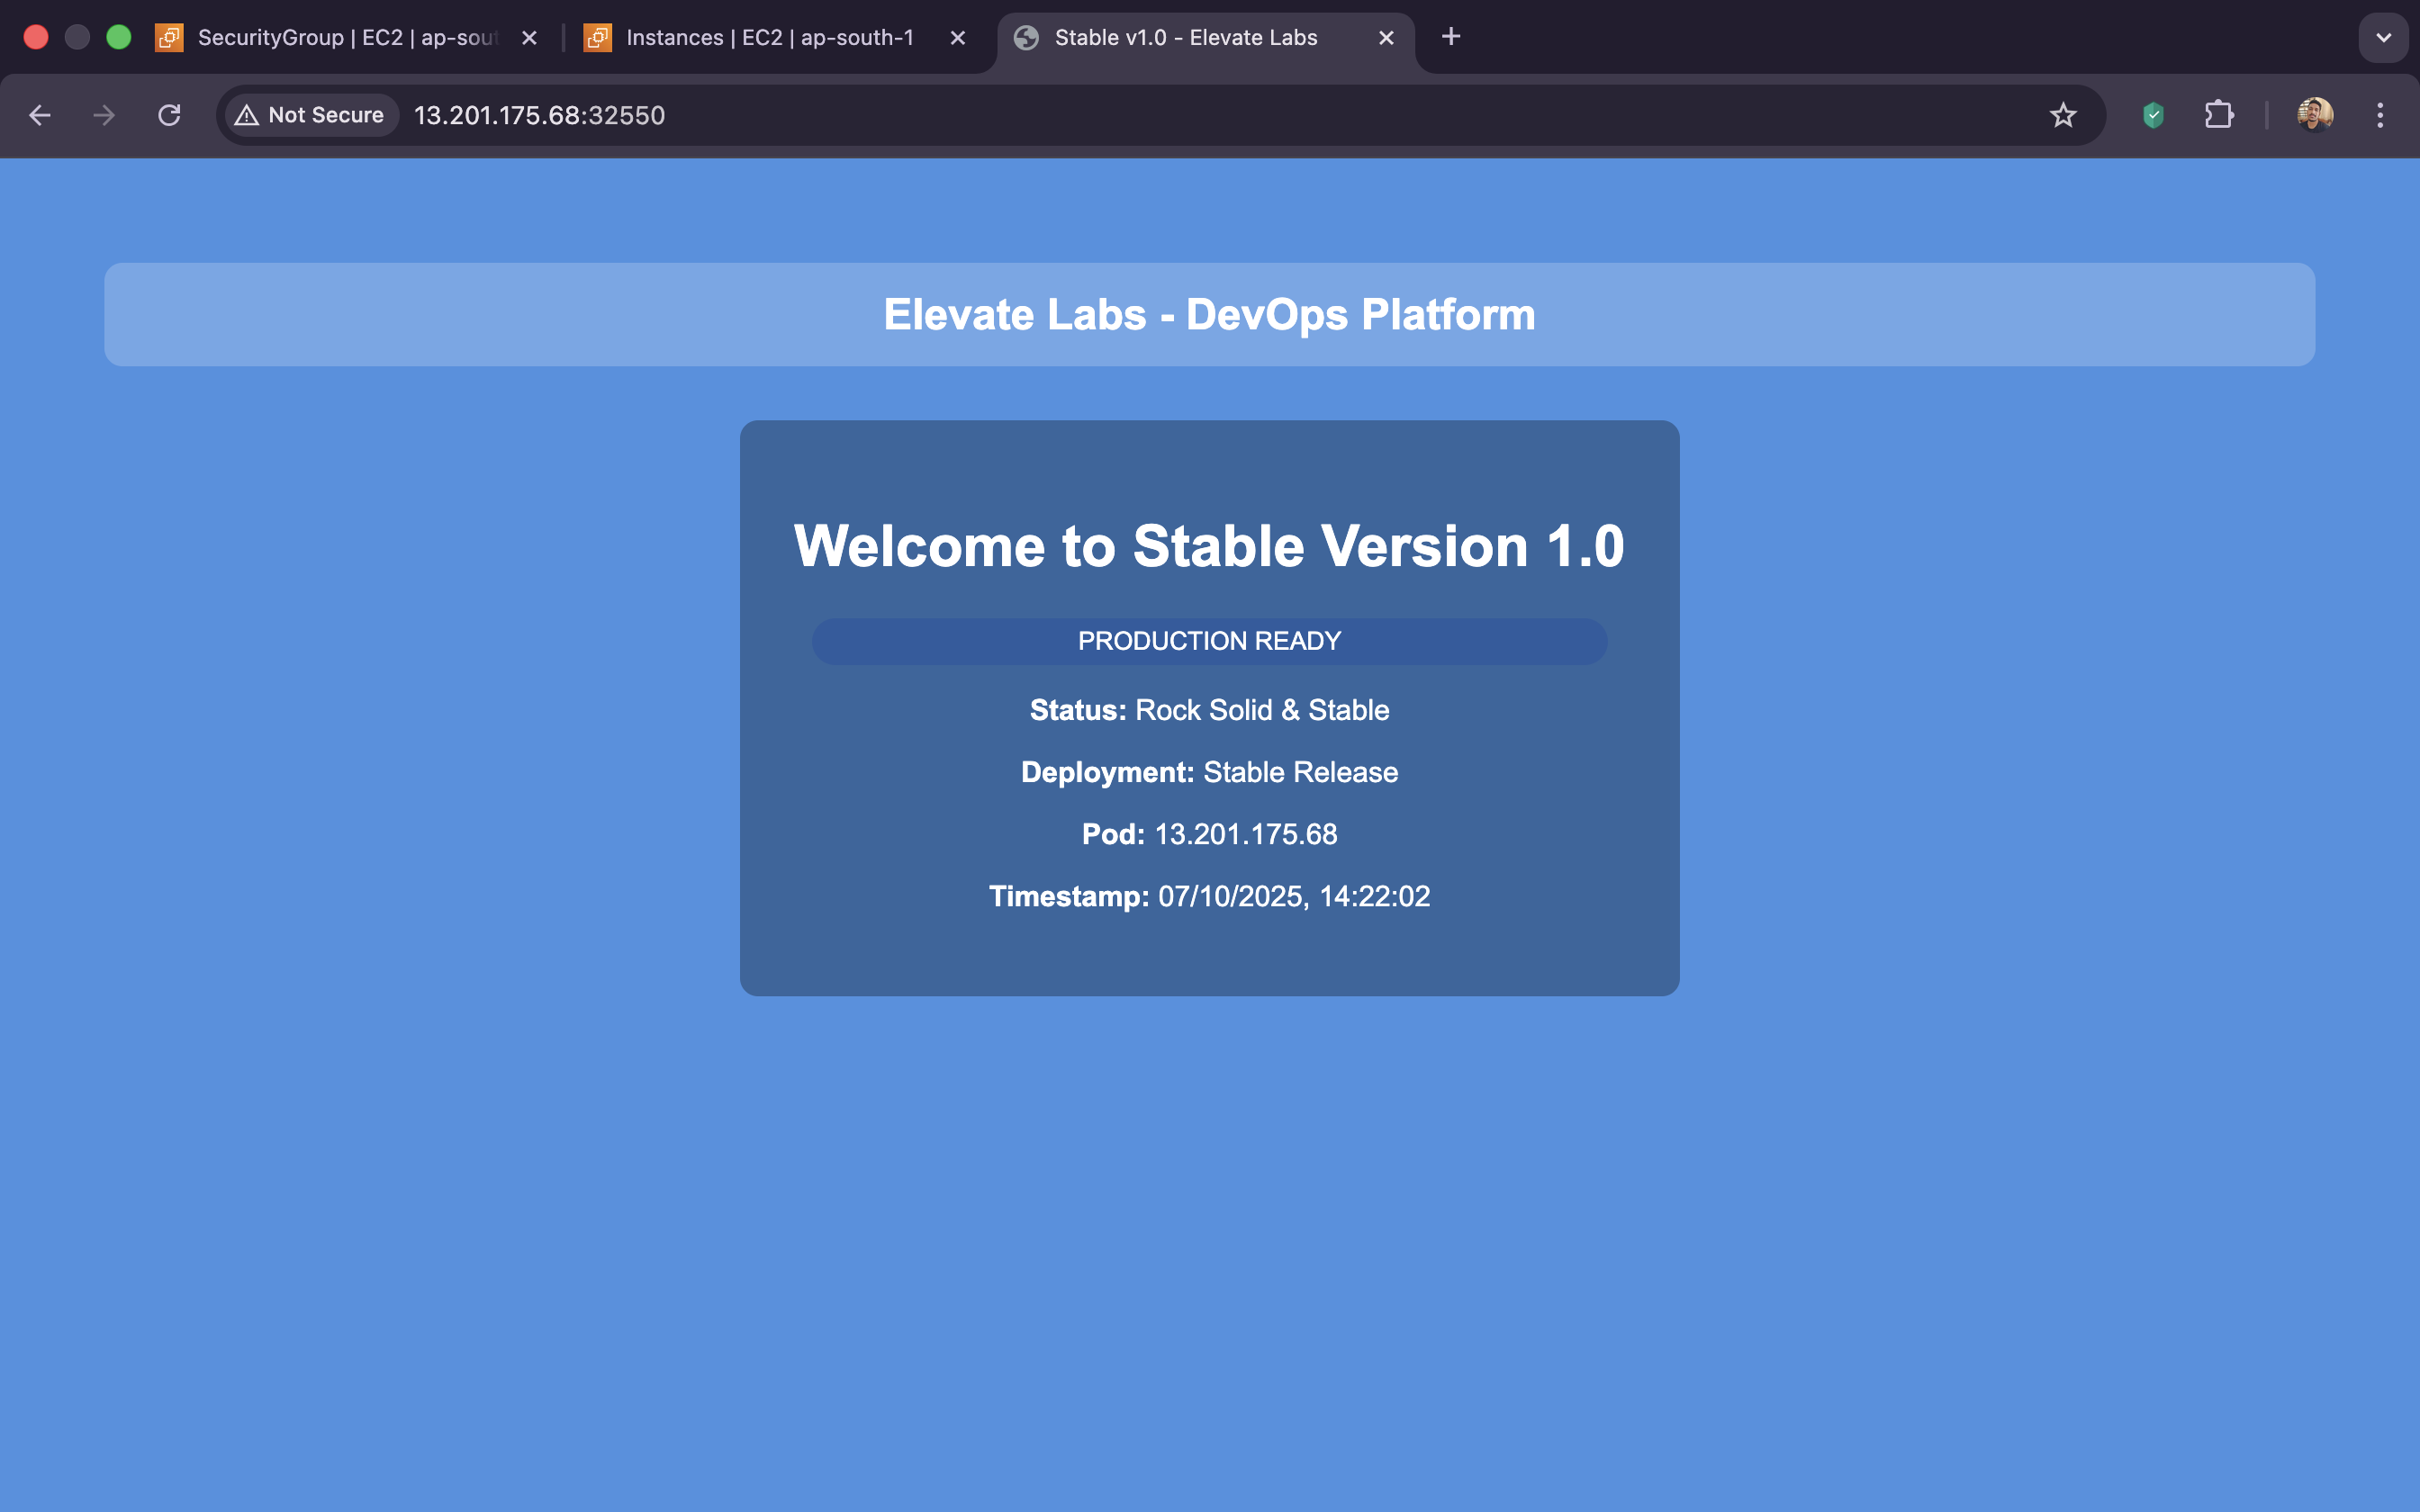 SecurityGroup | EC2 | ap-sout
Instances | EC2 | ap-south-1
Stable v1.0 - Elevate Labs
Not Secure
13.201.175.68:32550
Elevate Labs - DevOps Platform
Welcome to Stable Version 1.0
PRODUCTION READY
Status: Rock Solid & Stable
Deployment: Stable Release
Pod: 13.201.175.68
Timestamp: 07/10/2025, 14:22:02